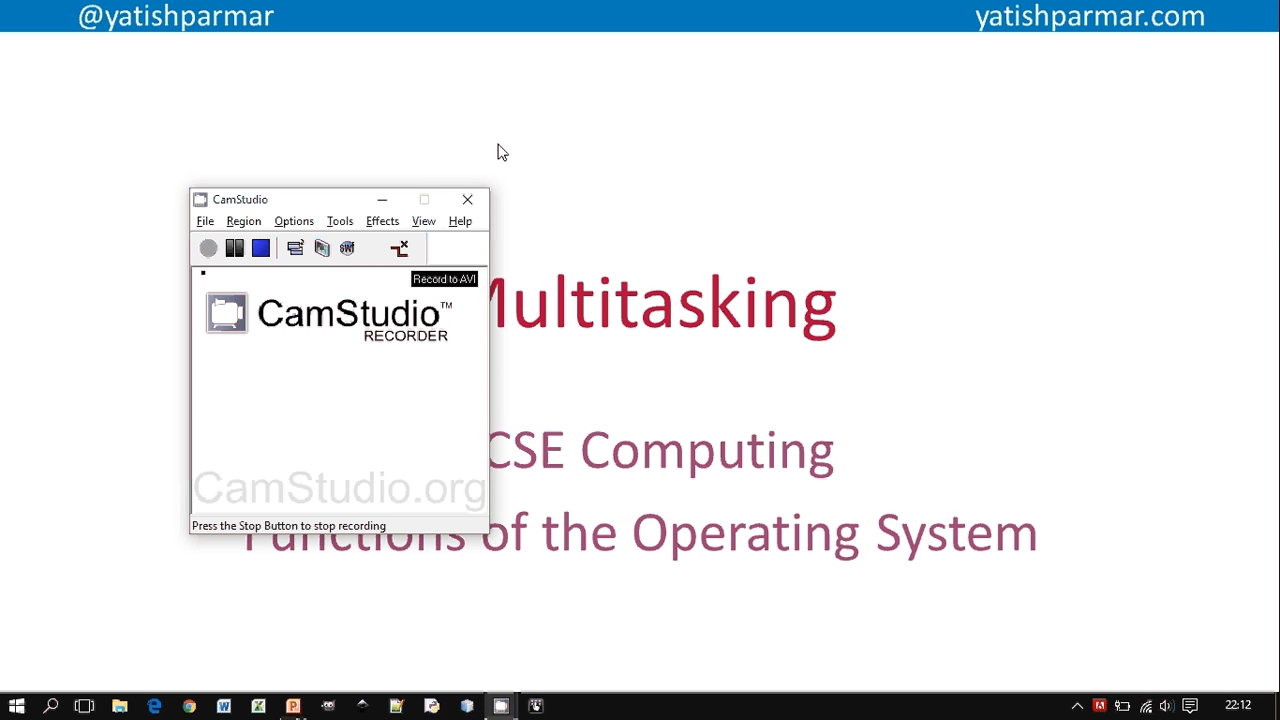 @yatishparmar
yatishparmar.com
CamStudio
File Region Options Tools Effects View Help
Record to AVI
CamStudio™
RECORDER
CamStudio.org
Press the Stop Button to stop recording
Multitasking
CSE Computing
Functions of the Operating System
22:12